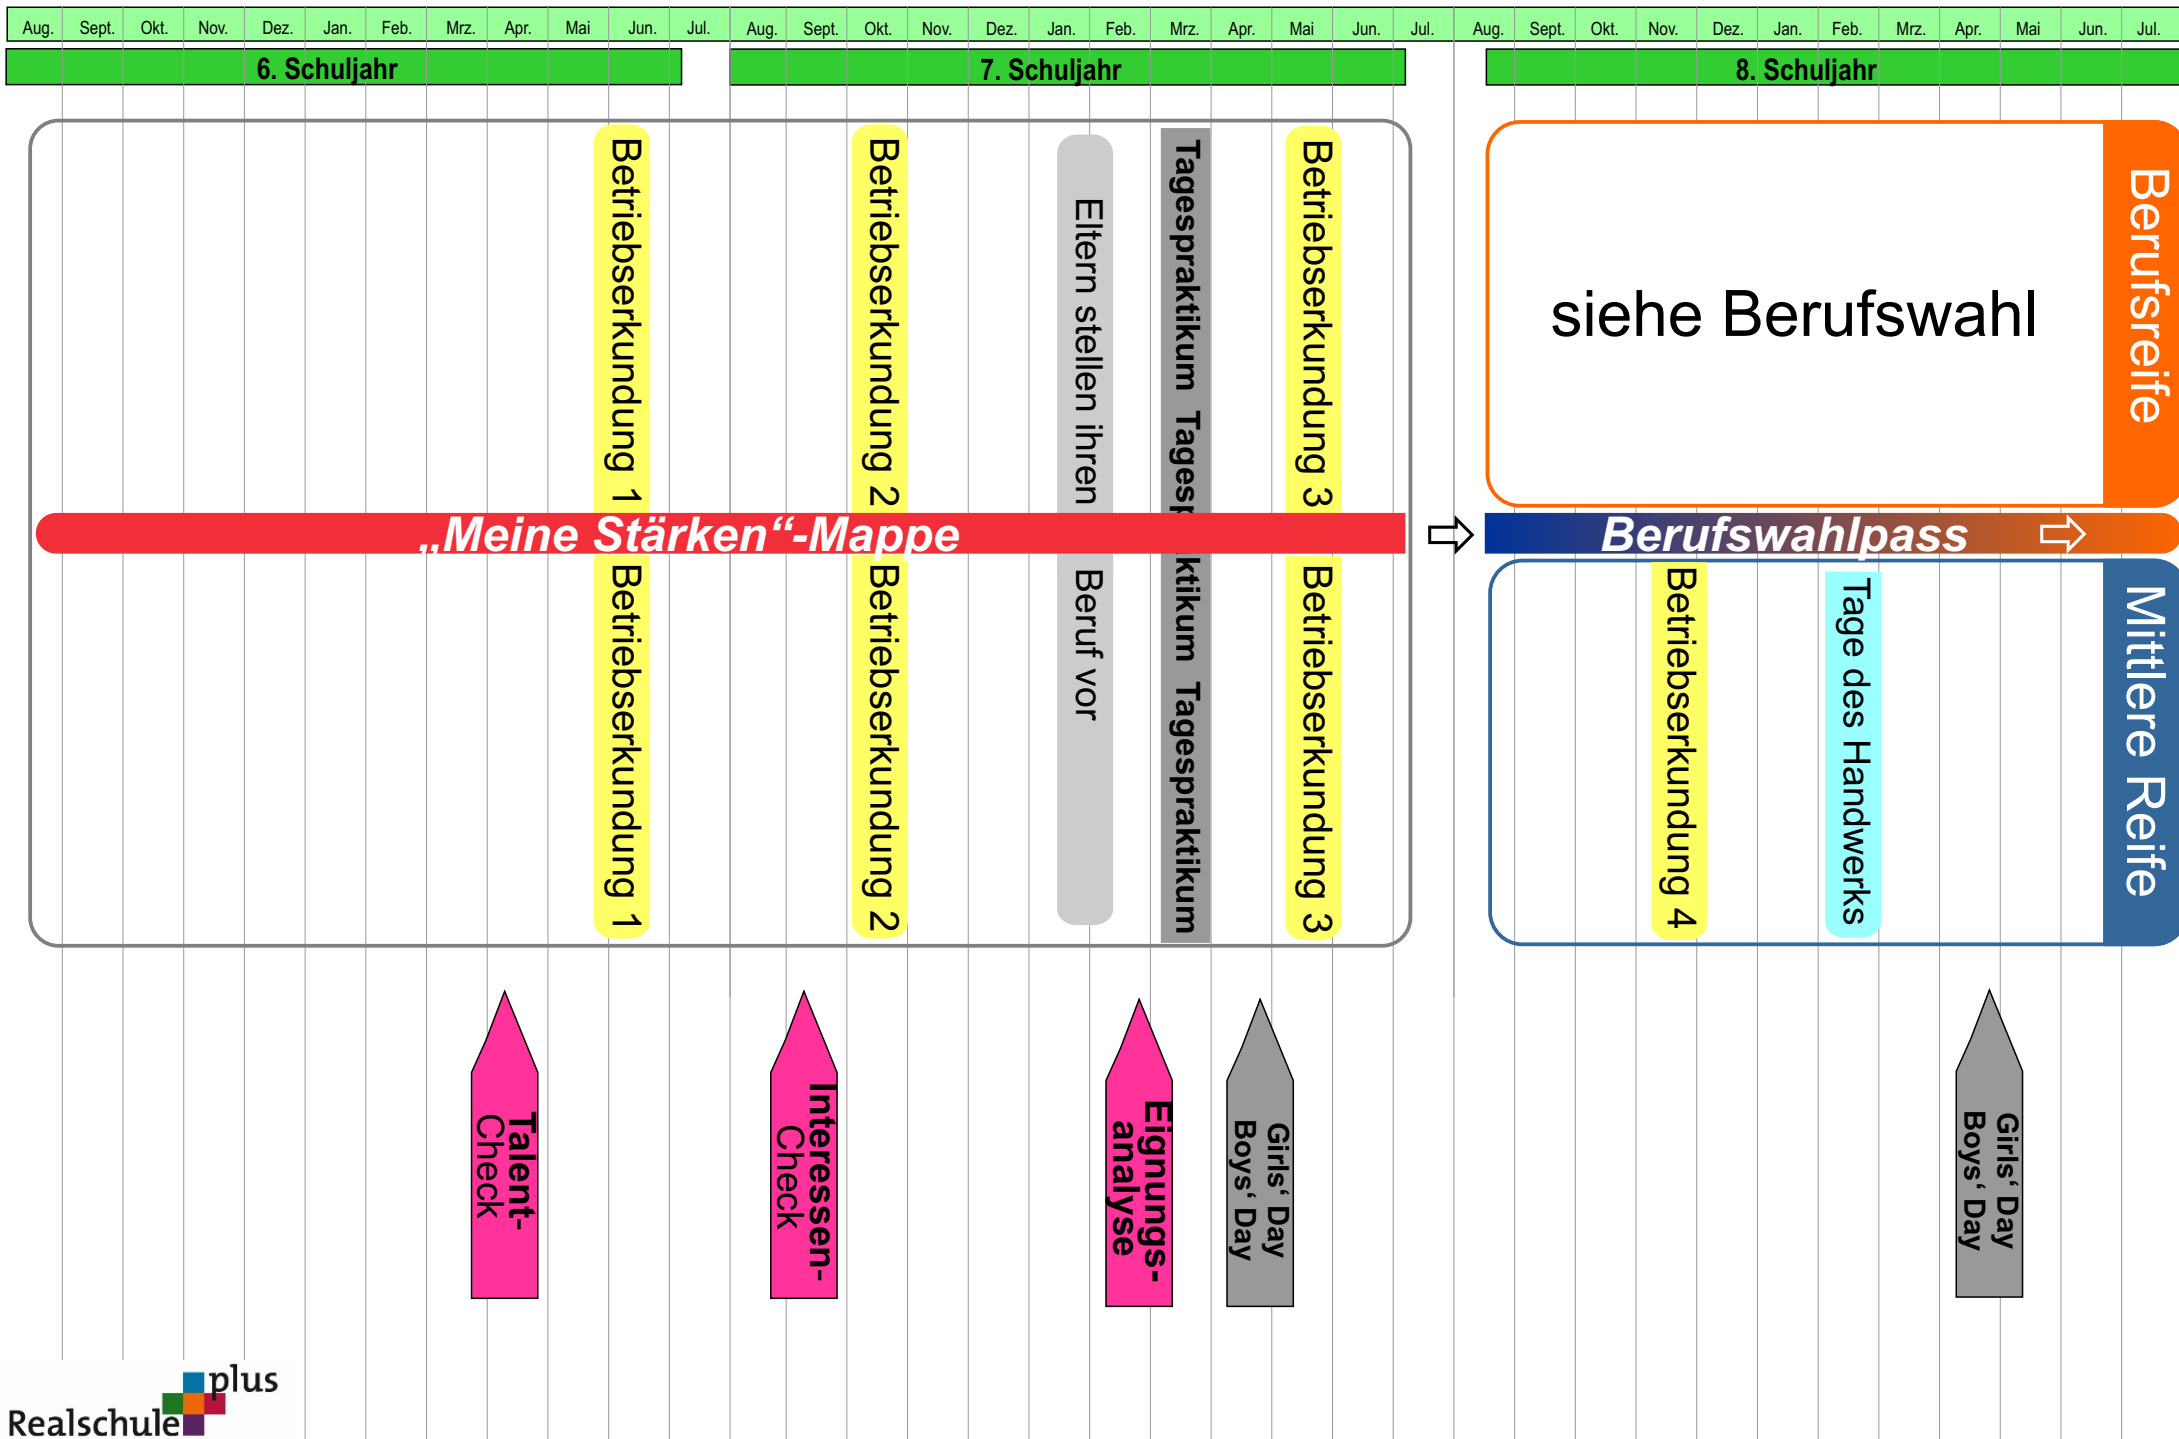 Aug. Sept. Okt. Nov. Dez. Jan. Feb. Mrz. Apr. Mai Jun. Jul. Aug. Sept. Okt. Nov. Dez. Jan. Feb. Mrz. Apr. Mai Jun. Jul. Aug. Sept. Okt. Nov. Dez. Jan. Feb. Mrz. Apr. Mai Jun. Jul.
6. Schuljahr
7. Schuljahr
8. Schuljahr
Betriebserkundung 1
Betriebserkundung 2
Eltern stellen ihren Beruf vor
Tagespraktikum Tagesp ktikum Tagespraktikum
Betriebserkundung 3
siehe Berufswahl
Berufsreife
„Meine Stärken“-Mappe
Berufswahlpass
Betriebserkundung 1
Betriebserkundung 2
Betriebserkundung 3
Betriebserkundung 4
Tage des Handwerks
Mittlere Reife
Talent-
Check
Interessen-
Check
Eignungs-
analyse
Girls‘ Day
Boys‘ Day
Girls‘ Day
Boys‘ Day
Realschule plus